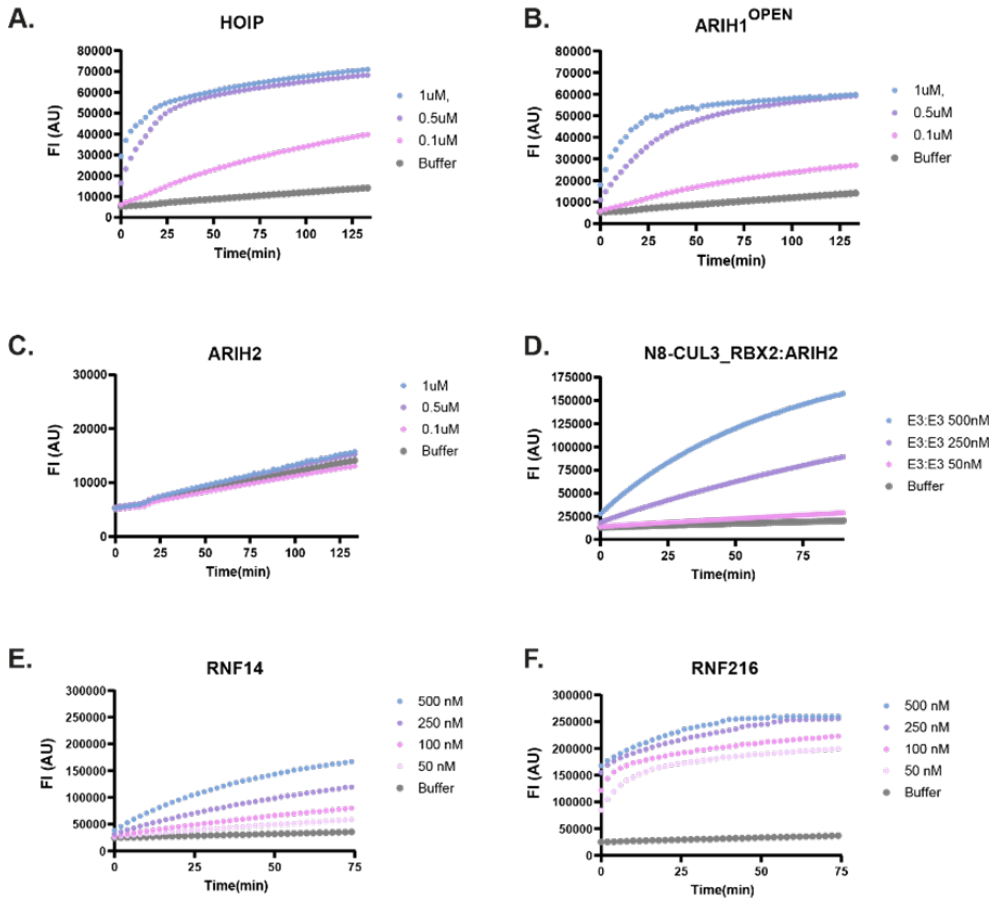 A.
HOIP
80000
70000
60000
50000
40000
30000
20000
10000
0
FI (AU)
0 25 50 75 100 125
Time(min)
1uM,
0.5uM
0.1uM
Buffer
B.
ARIH1OPEN
80000
70000
60000
50000
40000
30000
20000
10000
0
FI (AU)
0 25 50 75 100 125
Time(min)
1uM,
0.5uM
0.1uM
Buffer
C.
ARIH2
30000
20000
10000
0
FI (AU)
0 25 50 75 100 125
Time(min)
1uM
0.5uM
0.1uM
Buffer
D.
N8-CUL3_RBX2:ARIH2
175000
150000
125000
100000
75000
50000
25000
0
FI (AU)
0 25 50 75
Time(min)
E3:E3 500nM
E3:E3 250nM
E3:E3 50nM
Buffer
E.
RNF14
300000
250000
200000
150000
100000
50000
0
FI (AU)
0 25 50 75
Time(min)
500 nM
250 nM
100 nM
50 nM
Buffer
F.
RNF216
300000
250000
200000
150000
100000
50000
0
FI (AU)
0 25 50 75
Time(min)
500 nM
250 nM
100 nM
50 nM
Buffer